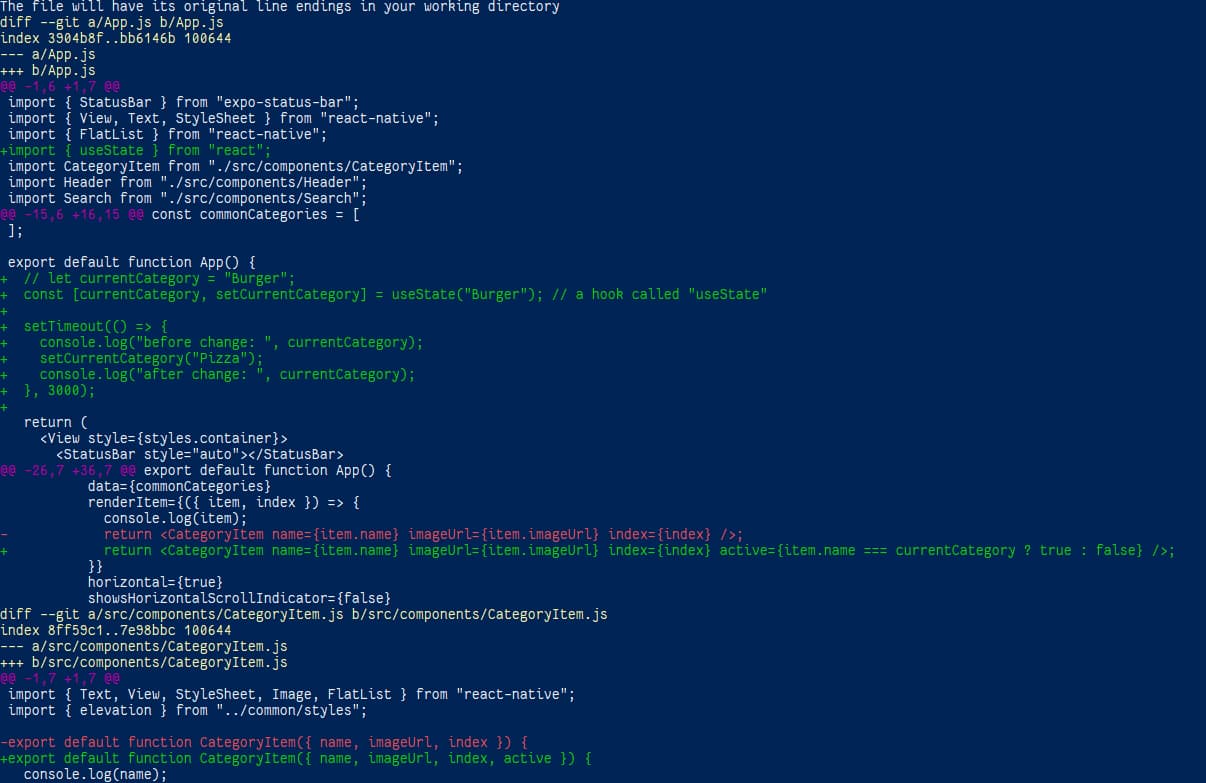 The file will have its original line endings in your working directory
diff --git a/App.js b/App.js
index 3904b8f..bb6146b 100644
--- a/App.js
+++ b/App.js
@@ -1,6 +1,7 @@
 import { StatusBar } from "expo-status-bar";
 import { View, Text, StyleSheet } from "react-native";
 import { FlatList } from "react-native";
+import { useState } from "react";
 import CategoryItem from "./src/components/CategoryItem";
 import Header from "./src/components/Header";
 import Search from "./src/components/Search";
@@ -15,6 +16,15 @@ const commonCategories = [
 ];
 export default function App() {
+  // let currentCategory = "Burger";
+  const [currentCategory, setCurrentCategory] = useState("Burger"); // a hook called "useState"
+
+  setTimeout(() => {
+    console.log("before change: ", currentCategory);
+    setCurrentCategory("Pizza");
+    console.log("after change: ", currentCategory);
+  }, 3000);
+
   return (
     <View style={styles.container}>
       <StatusBar style="auto"></StatusBar>
@@ -26,7 +36,7 @@ export default function App() {
           data={commonCategories}
           renderItem={({ item, index }) => {
             console.log(item);
-            return <CategoryItem name={item.name} imageUrl={item.imageUrl} index={index} />;
+            return <CategoryItem name={item.name} imageUrl={item.imageUrl} index={index} active={item.name === currentCategory ? true : false} />;
           }}
           horizontal={true}
           showsHorizontalScrollIndicator={false}
diff --git a/src/components/CategoryItem.js b/src/components/CategoryItem.js
index 8ff59c1..7e98bbc 100644
--- a/src/components/CategoryItem.js
+++ b/src/components/CategoryItem.js
@@ -1,7 +1,7 @@
 import { Text, View, StyleSheet, Image, FlatList } from "react-native";
 import { elevation } from "../common/styles";
-export default function CategoryItem({ name, imageUrl, index }) {
+export default function CategoryItem({ name, imageUrl, index, active }) {
   console.log(name);